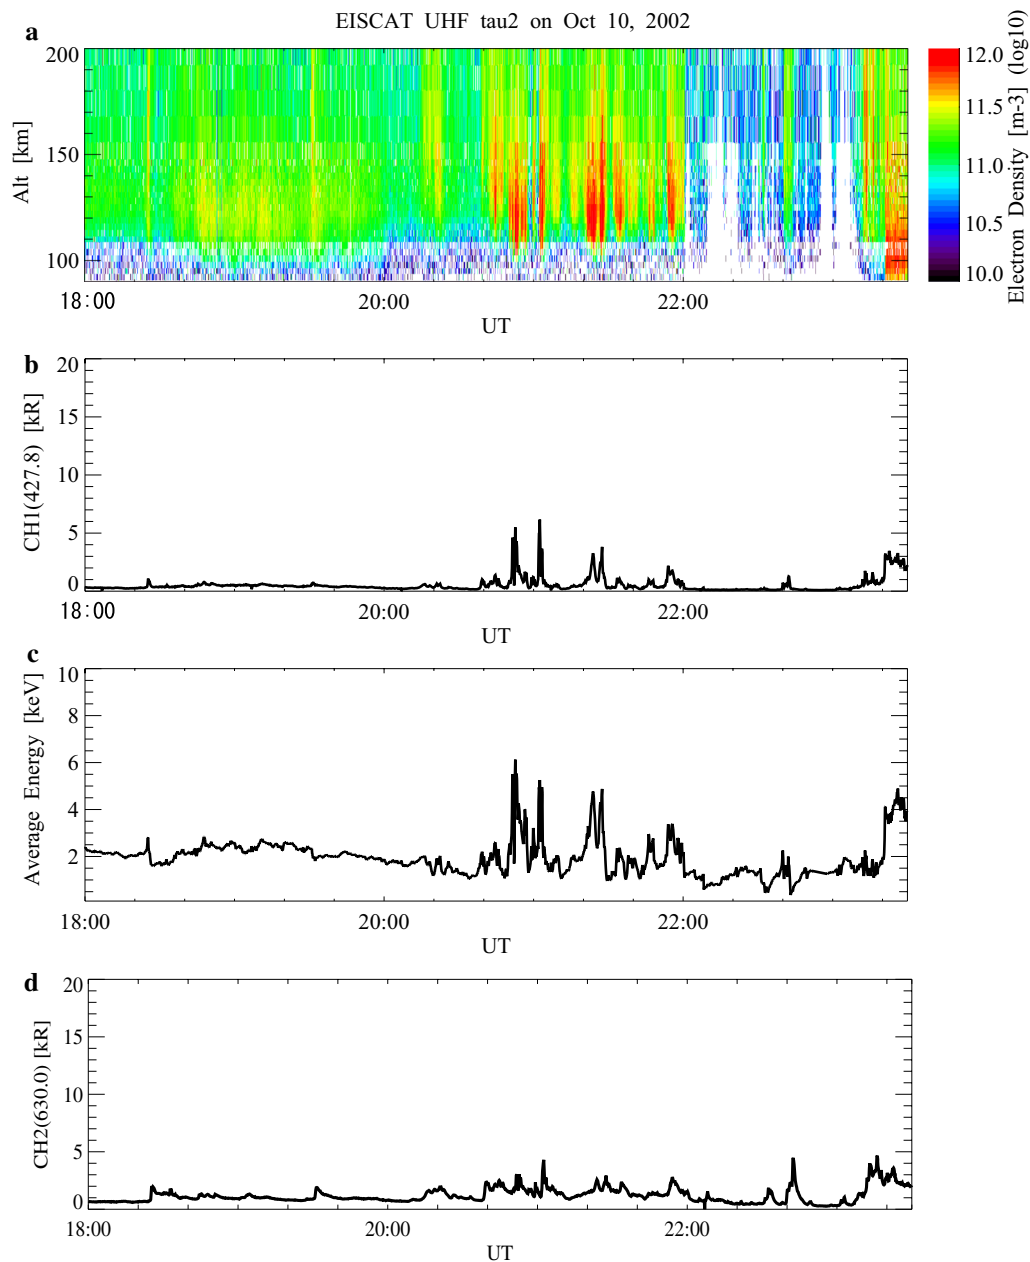 EISCAT UHF tau2 on Oct 10, 2002
a
200
150
100
Alt [km]
18:00 20:00 22:00
UT
12.0
11.5
11.0
10.5
10.0
Electron Density [m-3] (log10)
b
20
15
10
5
0
CH1(427.8) [kR]
18:00 20:00 22:00
UT
c
10
8
6
4
2
Average Energy [keV]
18:00 20:00 22:00
UT
d
20
15
10
5
0
CH2(630.0) [kR]
18:00 20:00 22:00
UT